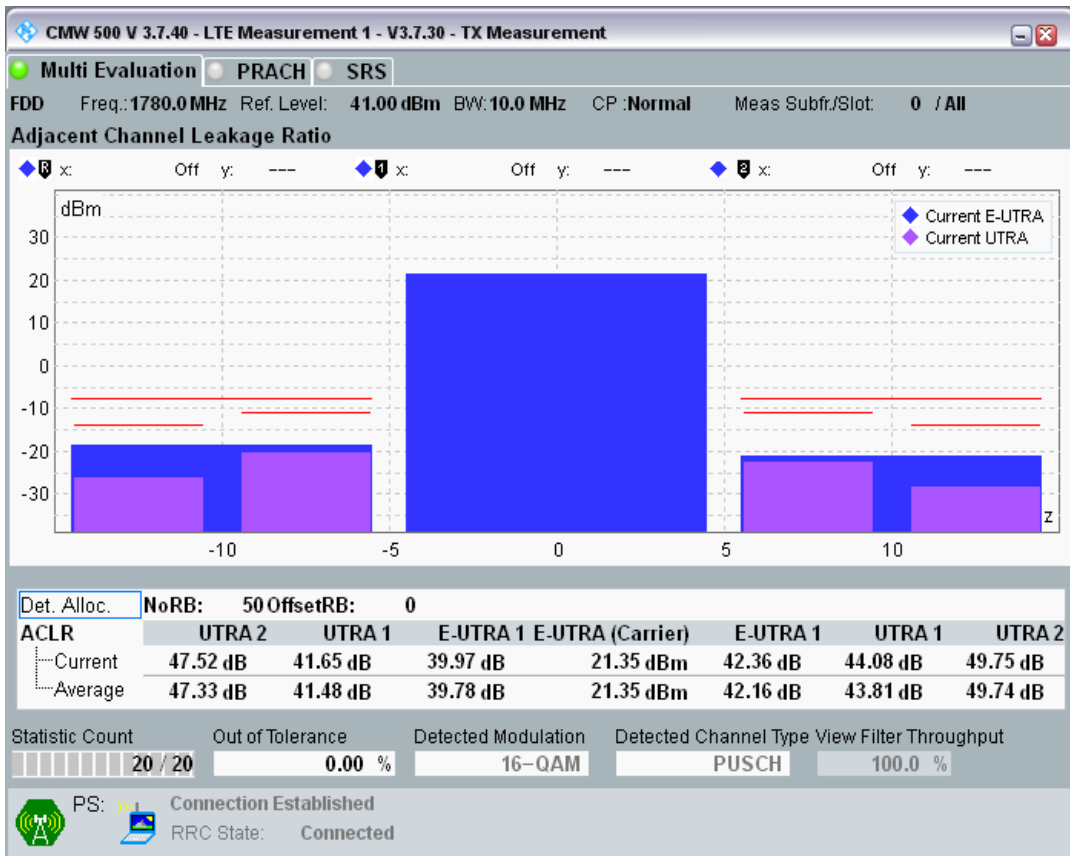 CMW 500 V 3.7.40 - LTE Measurement 1 - V3.7.30 - TX Measurement
Multi Evaluation PRACH SRS
FDD Freq.: 1780.0 MHz Ref. Level: 41.00 dBm BW: 10.0 MHz CP : Normal Meas Subfr./Slot: 0 / All
Adjacent Channel Leakage Ratio
R x: Off y: --- 1 x: Off y: --- 2 x: Off y: ---
dBm
Current E-UTRA
Current UTRA
30
20
10
0
-10
-20
-30
z
-10 -5 0 5 10
Det. Alloc. NoRB: 50 OffsetRB: 0
ACLR UTRA 2 UTRA 1 E-UTRA 1 E-UTRA (Carrier) E-UTRA 1 UTRA 1 UTRA 2
Current 47.52 dB 41.65 dB 39.97 dB 21.35 dBm 42.36 dB 44.08 dB 49.75 dB
Average 47.33 dB 41.48 dB 39.78 dB 21.35 dBm 42.16 dB 43.81 dB 49.74 dB
Statistic Count Out of Tolerance Detected Modulation Detected Channel Type View Filter Throughput
20 / 20 0.00 % 16-QAM PUSCH 100.0 %
PS: Connection Established
RRC State: Connected